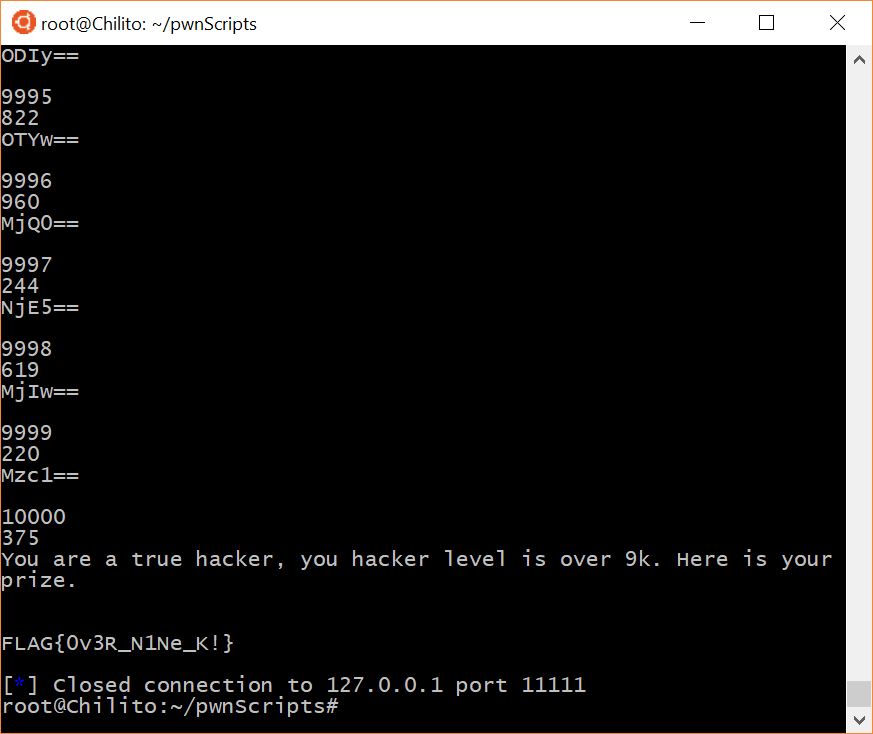 root@Chilito: ~/pwnScripts
ODIy==
9995
822
OTYw==
9996
960
MjQ0==
9997
244
NjE5==
9998
619
MjIw==
9999
220
Mzc1==
10000
375
You are a true hacker, you hacker level is over 9k. Here is your
prize.
FLAG{0v3R_N1Ne_K!}
[*] Closed connection to 127.0.0.1 port 11111
root@Chilito:~/pwnScripts#